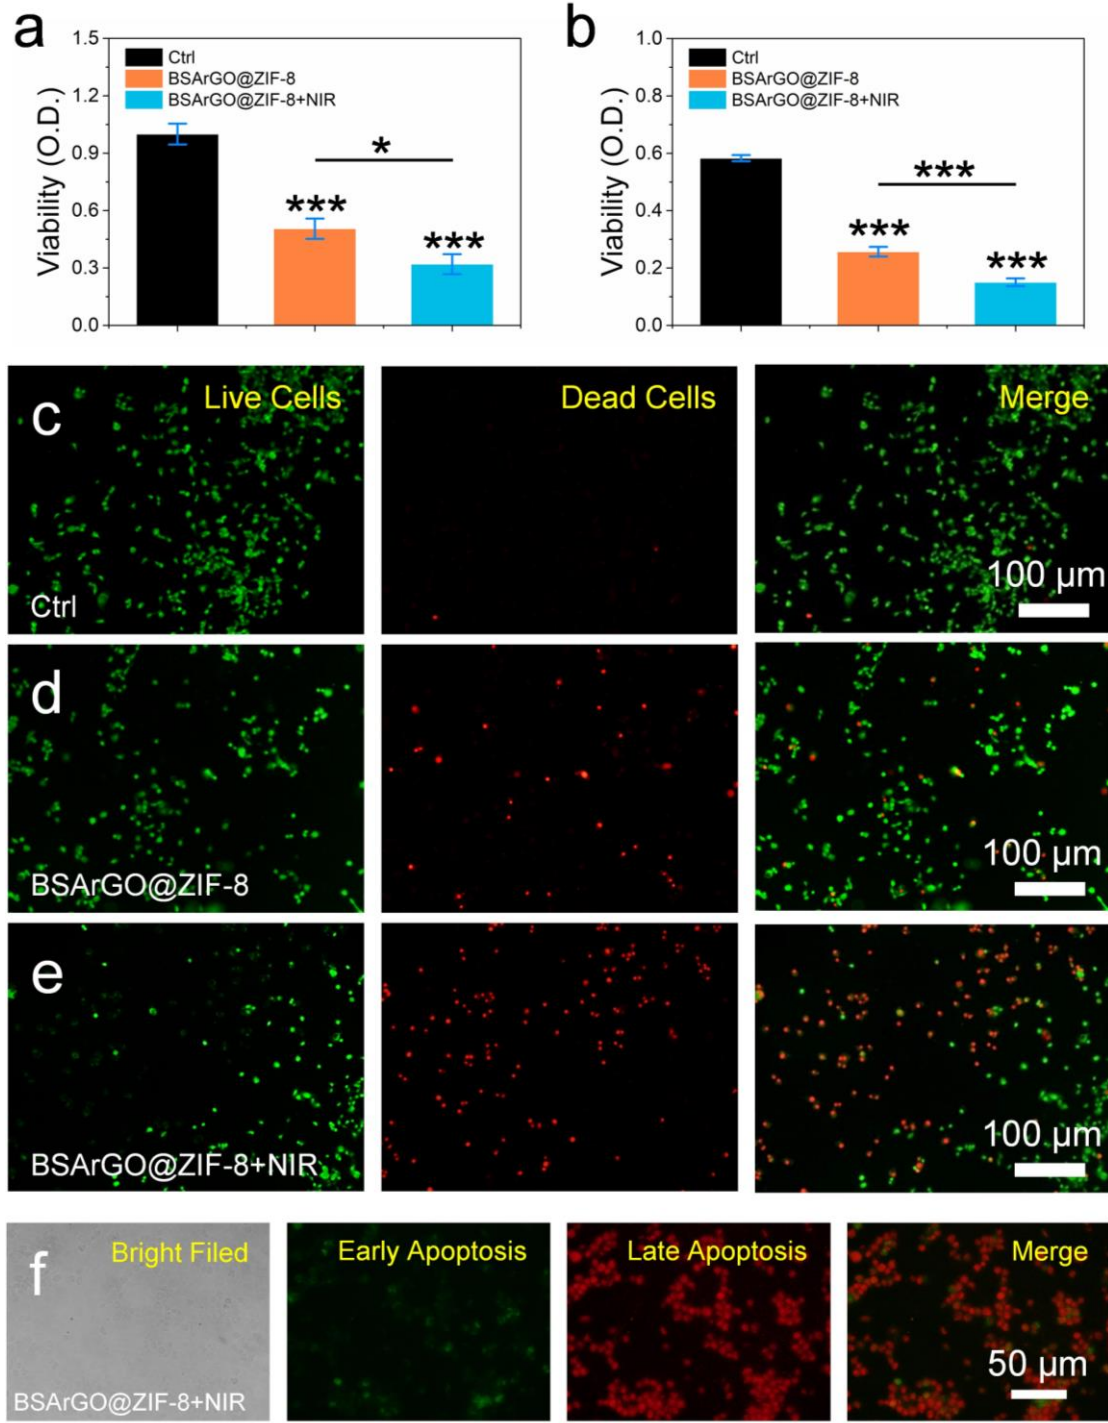 a
1.5
1.2
0.9
0.6
0.3
0.0
Viability (O.D.)
Ctrl
BSArGO@ZIF-8
BSArGO@ZIF-8+NIR
*
***
***
b
1.0
0.8
0.6
0.4
0.2
0.0
Viability (O.D.)
Ctrl
BSArGO@ZIF-8
BSArGO@ZIF-8+NIR
***
***
***
c
Live Cells
Dead Cells
Merge
Ctrl
100 μm
d
BSArGO@ZIF-8
100 μm
e
BSArGO@ZIF-8+NIR
100 μm
f
Bright Filed
Early Apoptosis
Late Apoptosis
Merge
BSArGO@ZIF-8+NIR
50 μm